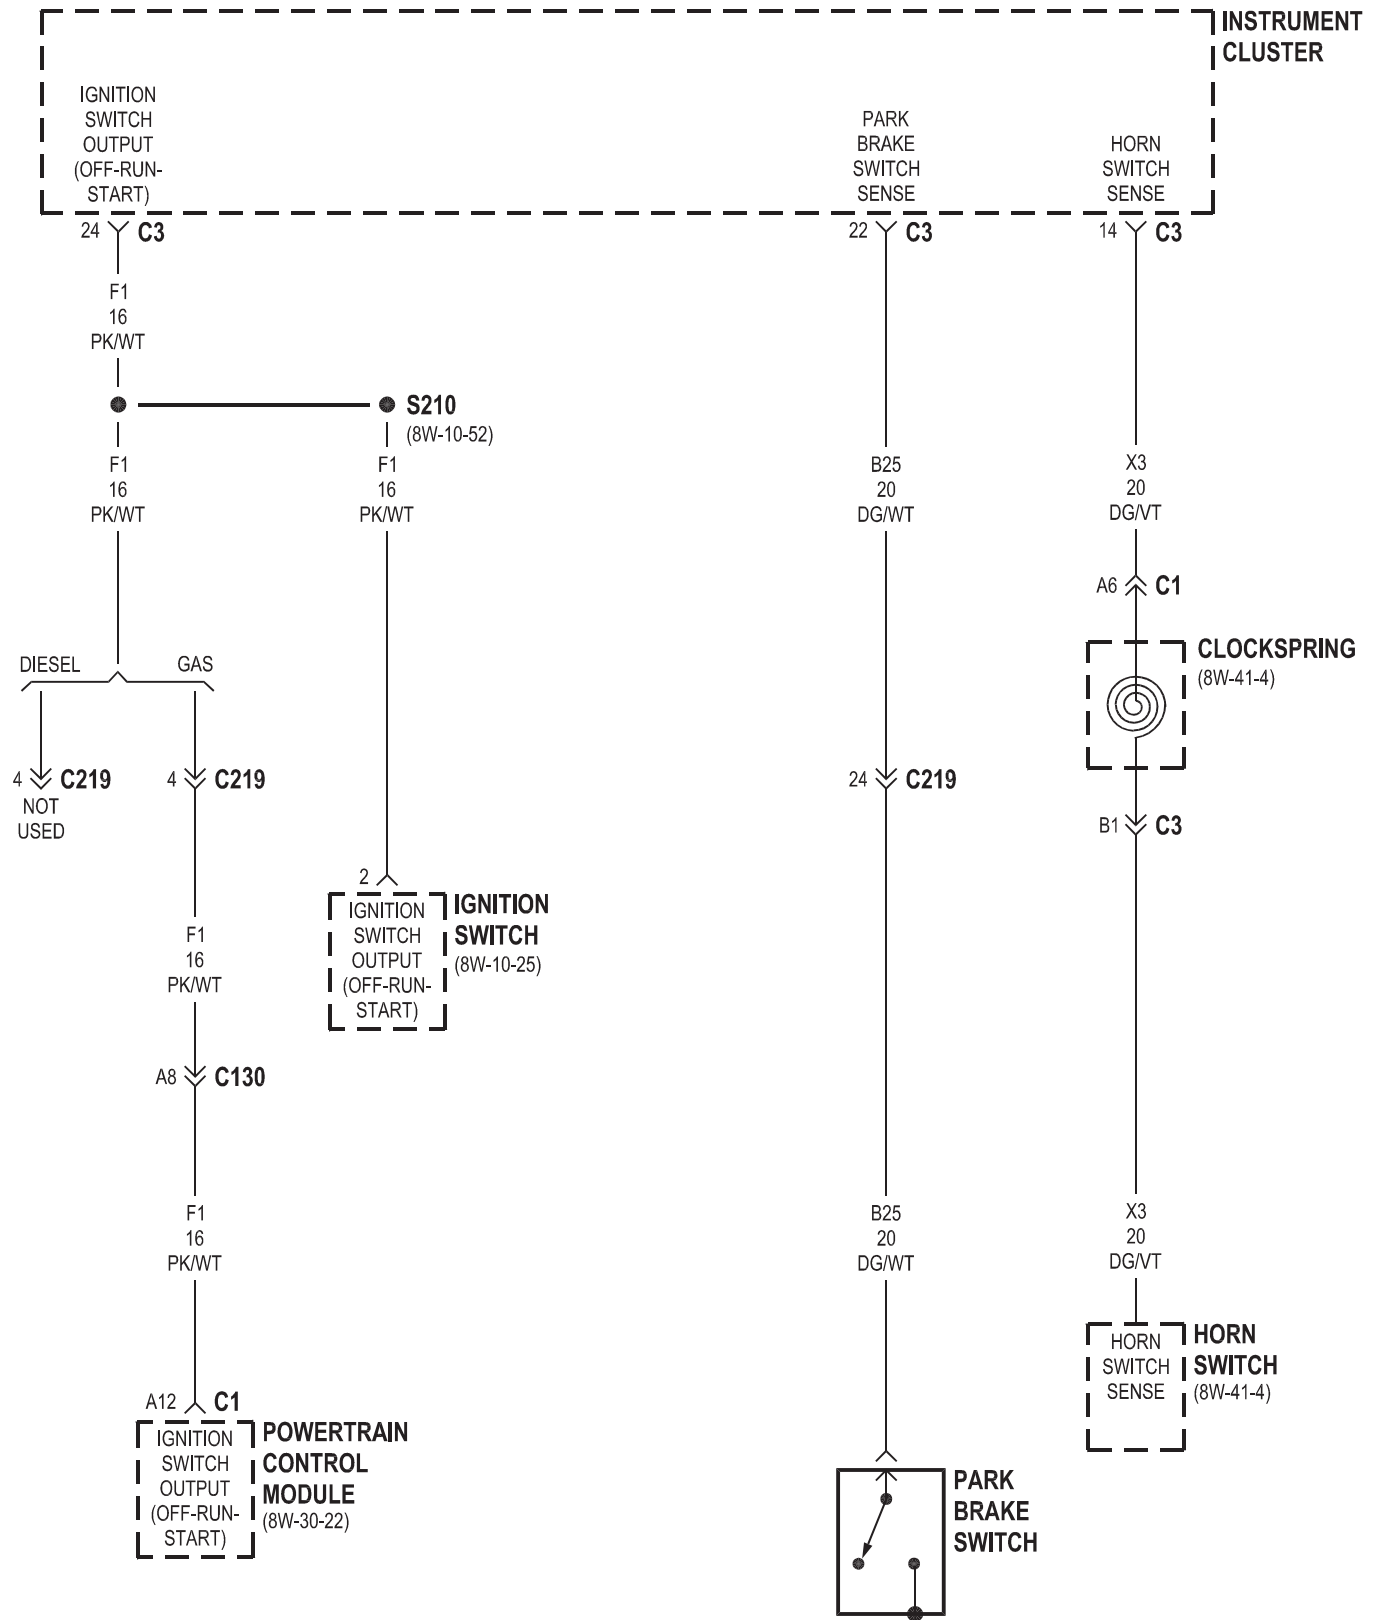 INSTRUMENT
CLUSTER
IGNITION
SWITCH
OUTPUT
(OFF-RUN-
START)
PARK
BRAKE
SWITCH
SENSE
HORN
SWITCH
SENSE
24 C3
22 C3
14 C3
F1
16
PK/WT
S210
(8W-10-52)
F1
16
PK/WT
F1
16
PK/WT
B25
20
DG/WT
X3
20
DG/VT
A6 C1
CLOCKSPRING
(8W-41-4)
DIESEL
GAS
4 C219
NOT
USED
4 C219
24 C219
B1 C3
2
IGNITION
SWITCH
OUTPUT
(OFF-RUN-
START)
IGNITION
SWITCH
(8W-10-25)
F1
16
PK/WT
A8 C130
F1
16
PK/WT
B25
20
DG/WT
X3
20
DG/VT
HORN
SWITCH
SENSE
HORN
SWITCH
(8W-41-4)
A12 C1
IGNITION
SWITCH
OUTPUT
(OFF-RUN-
START)
POWERTRAIN
CONTROL
MODULE
(8W-30-22)
PARK
BRAKE
SWITCH